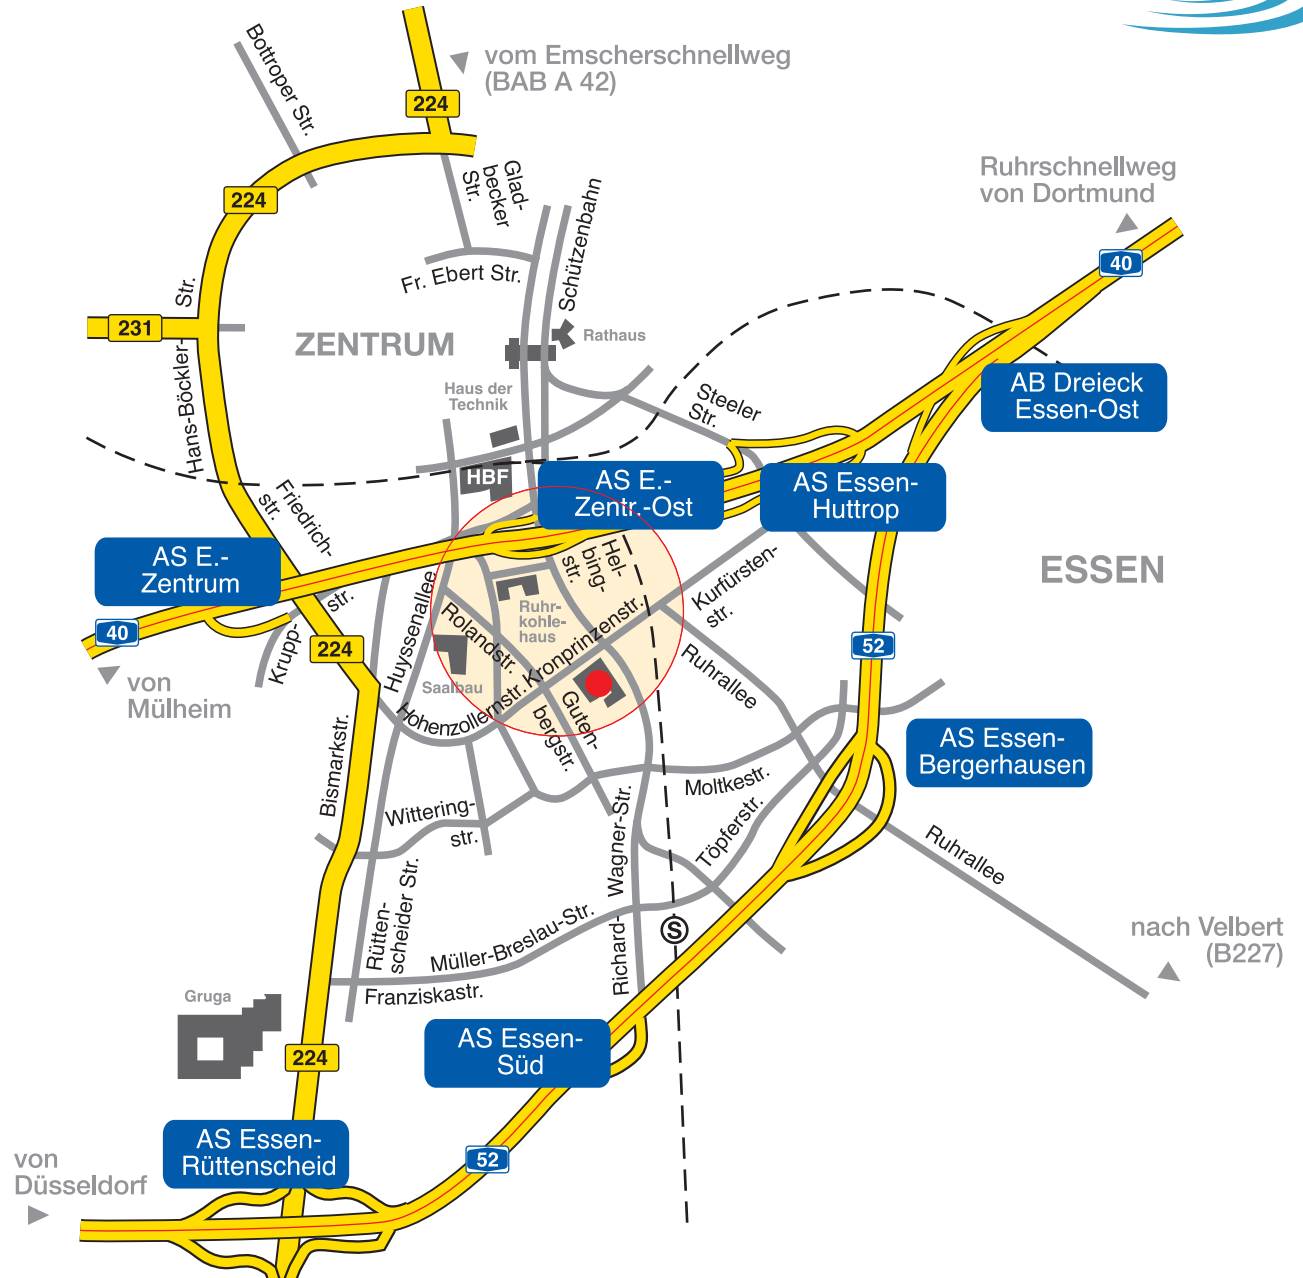 Bottroper Str.
vom Emscherschnellweg
(BAB A 42)
224
Glad-
becker
Str.
Ruhrschnellweg
von Dortmund
224
Schützenbahn
Fr. Ebert Str.
40
231
Hans-Böckler-
Str.
ZENTRUM
Rathaus
Haus der
Technik
Steeler
Str.
AB Dreieck
Essen-Ost
HBF
AS E.-
Zentr.-Ost
AS Essen-
Huttrop
Friedrich-
str.
AS E.-
Zentrum
ESSEN
Hel-
bing-
str.
Kurfürsten-
str.
40
Krupp-
str.
224
Huyssenallee
Rolandstr.
Ruhr-
kohle-
haus
Kronprinzenstr.
52
von
Mülheim
Saalbau
Hohenzollernstr.
Guten-
bergstr.
Ruhrallee
Bismarkstr.
AS Essen-
Bergerhausen
Moltkestr.
Wittering-
str.
Töpferstr.
Richard-
Wagner-Str.
Ruhrallee
Rütten-
scheider Str.
Müller-Breslau-Str.
S
nach Velbert
(B227)
Franziskastr.
Gruga
224
AS Essen-
Süd
AS Essen-
Rüttenscheid
52
von
Düsseldorf